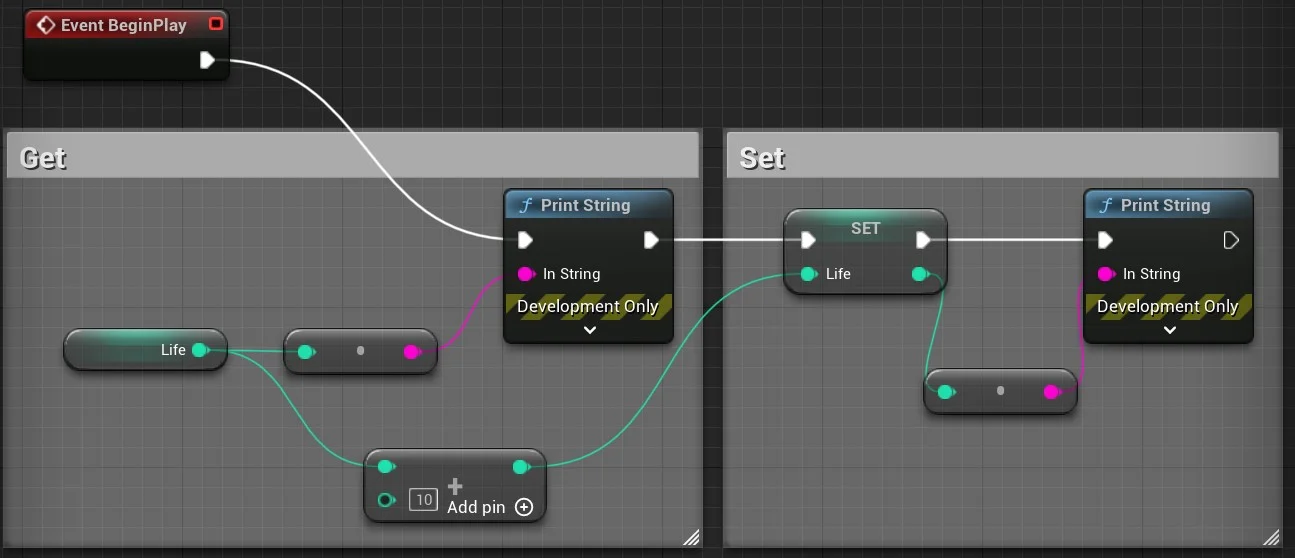 Event BeginPlay
Get
Set
Print String
Print String
SET
In String
Life
In String
Development Only
Development Only
Life
10
Add pin